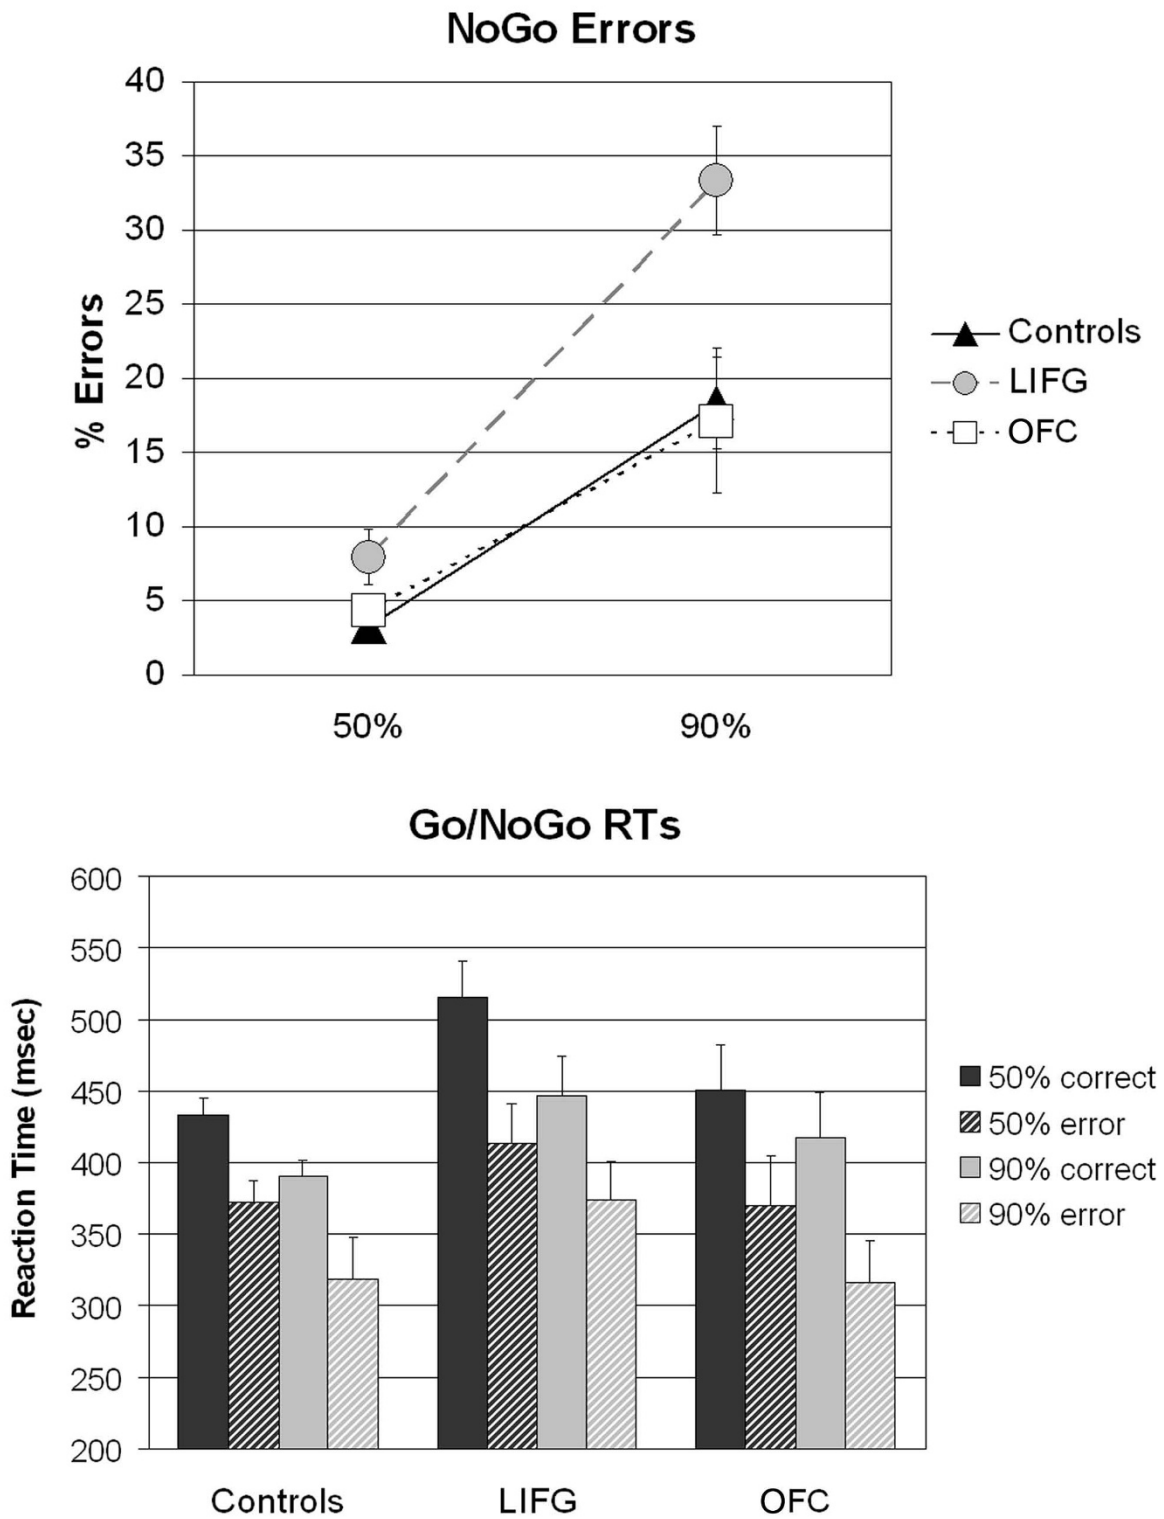 NoGo Errors
40
35
30
25
20
15
10
5
0
% Errors
50%
90%
Controls
LIFG
OFC
Go/NoGo RTs
600
550
500
450
400
350
300
250
200
Reaction Time (msec)
Controls
LIFG
OFC
50% correct
50% error
90% correct
90% error